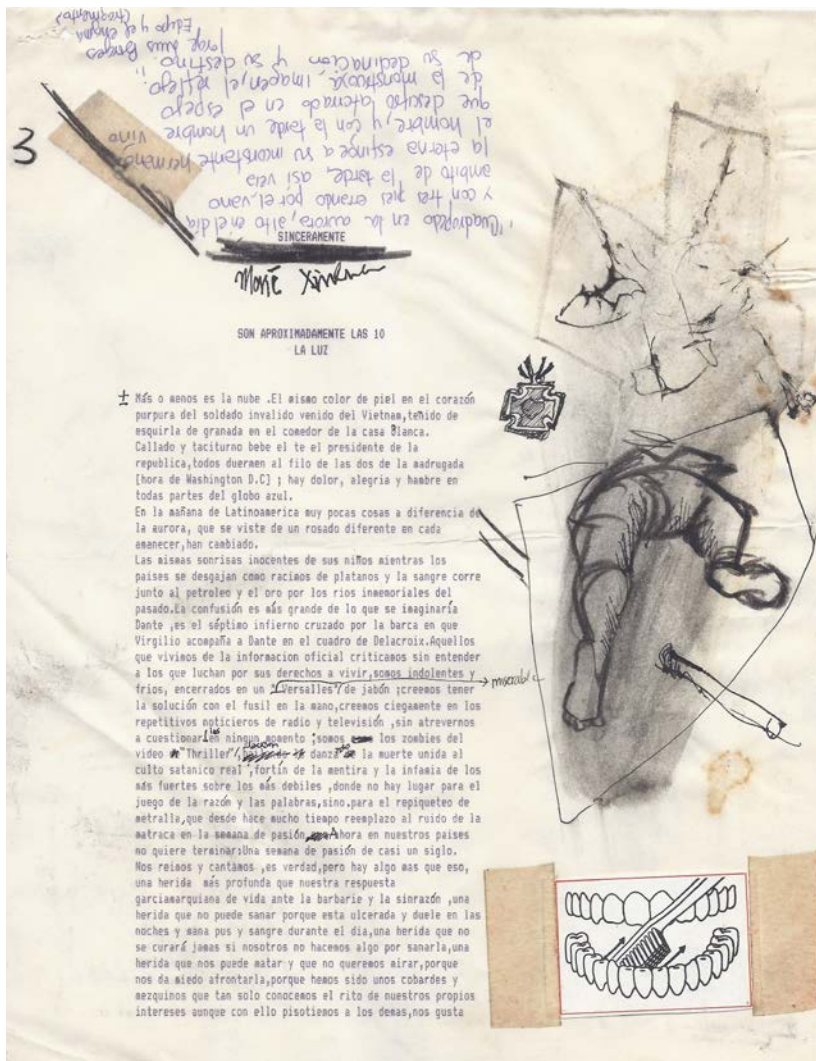 3
"Cuadrúpedo en la aurora, alto en el día
y con tres pies errando por el vano
ambito de la tarde, así veía
la eterna esfinge a su inconstante hermano
el hombre, y con la tarde un hombre vino
que descifró aterrado en el espejo
de la monstruosa imagen, el reflejo
de su declinación y su destino.
Jorge Luis Borges
Edipo y el enigma
(fragmento)
SINCERAMENTE
SON APROXIMADAMENTE LAS 10
LA LUZ
± Más o menos es la nube .El mismo color de piel en el corazón
purpura del soldado invalido venido del Vietnam,teñido de
esquirla de granada en el comedor de la casa Blanca.
Callado y taciturno bebe el te el presidente de la
republica,todos duermen al filo de las dos de la madrugada
[hora de Washington D.C] ; hay dolor, alegria y hambre en
todas partes del globo azul.
En la mañana de Latinoamerica muy pocas cosas a diferencia de
la aurora, que se viste de un rosado diferente en cada
amanecer,han cambiado.
Las mismas sonrisas inocentes de sus niños mientras los
paises se desgajan como racimos de platanos y la sangre corre
junto al petroleo y el oro por los rios inmemoriales del
pasado.La confusión es más grande de lo que se imaginaría
Dante ,es el séptimo infierno cruzado por la barca en que
Virgilio acompaña a Dante en el cuadro de Delacroix.Aquellos
que vivimos de la informacion oficial criticamos sin entender
a los que luchan por sus derechos a vivir,somos indolentes y
frios, encerrados en un "Versalles" de jabón ;creemos tener
miserable
la solución con el fusil en la mano,creemos ciegamente en los
repetitivos noticieros de radio y televisión ,sin atrevernos
a cuestionarlos en ningun momento ;somos los zombies del
video "Thriller", danza la muerte unida al
culto satanico real ,fortín de la mentira y la infamia de los
más fuertes sobre los más debiles ,donde no hay lugar para el
juego de la razón y las palabras,sino.para el repiqueteo de
metralla,que desde hace mucho tiempo reemplazo al ruido de la
matraca en la semana de pasión Ahora en nuestros paises
no quiere terminar:Una semana de pasión de casi un siglo.
Nos reimos y cantámos ,es verdad,pero hay algo mas que eso,
una herida más profunda que nuestra respuesta
garciamarquiana de vida ante la barbarie y la sinrazón ,una
herida que no puede sanar porque esta ulcerada y duele en las
noches y mana pus y sangre durante el dia,una herida que no
se curará jamas si nosotros no hacemos algo por sanarla,una
herida que nos puede matar y que no queremos mirar,porque
nos da miedo afrontarla,porque hemos sido unos cobardes y
mezquinos que tan solo conocemos el rito de nuestros propios
intereses aunque con ello pisotiemos a los demas,nos gusta